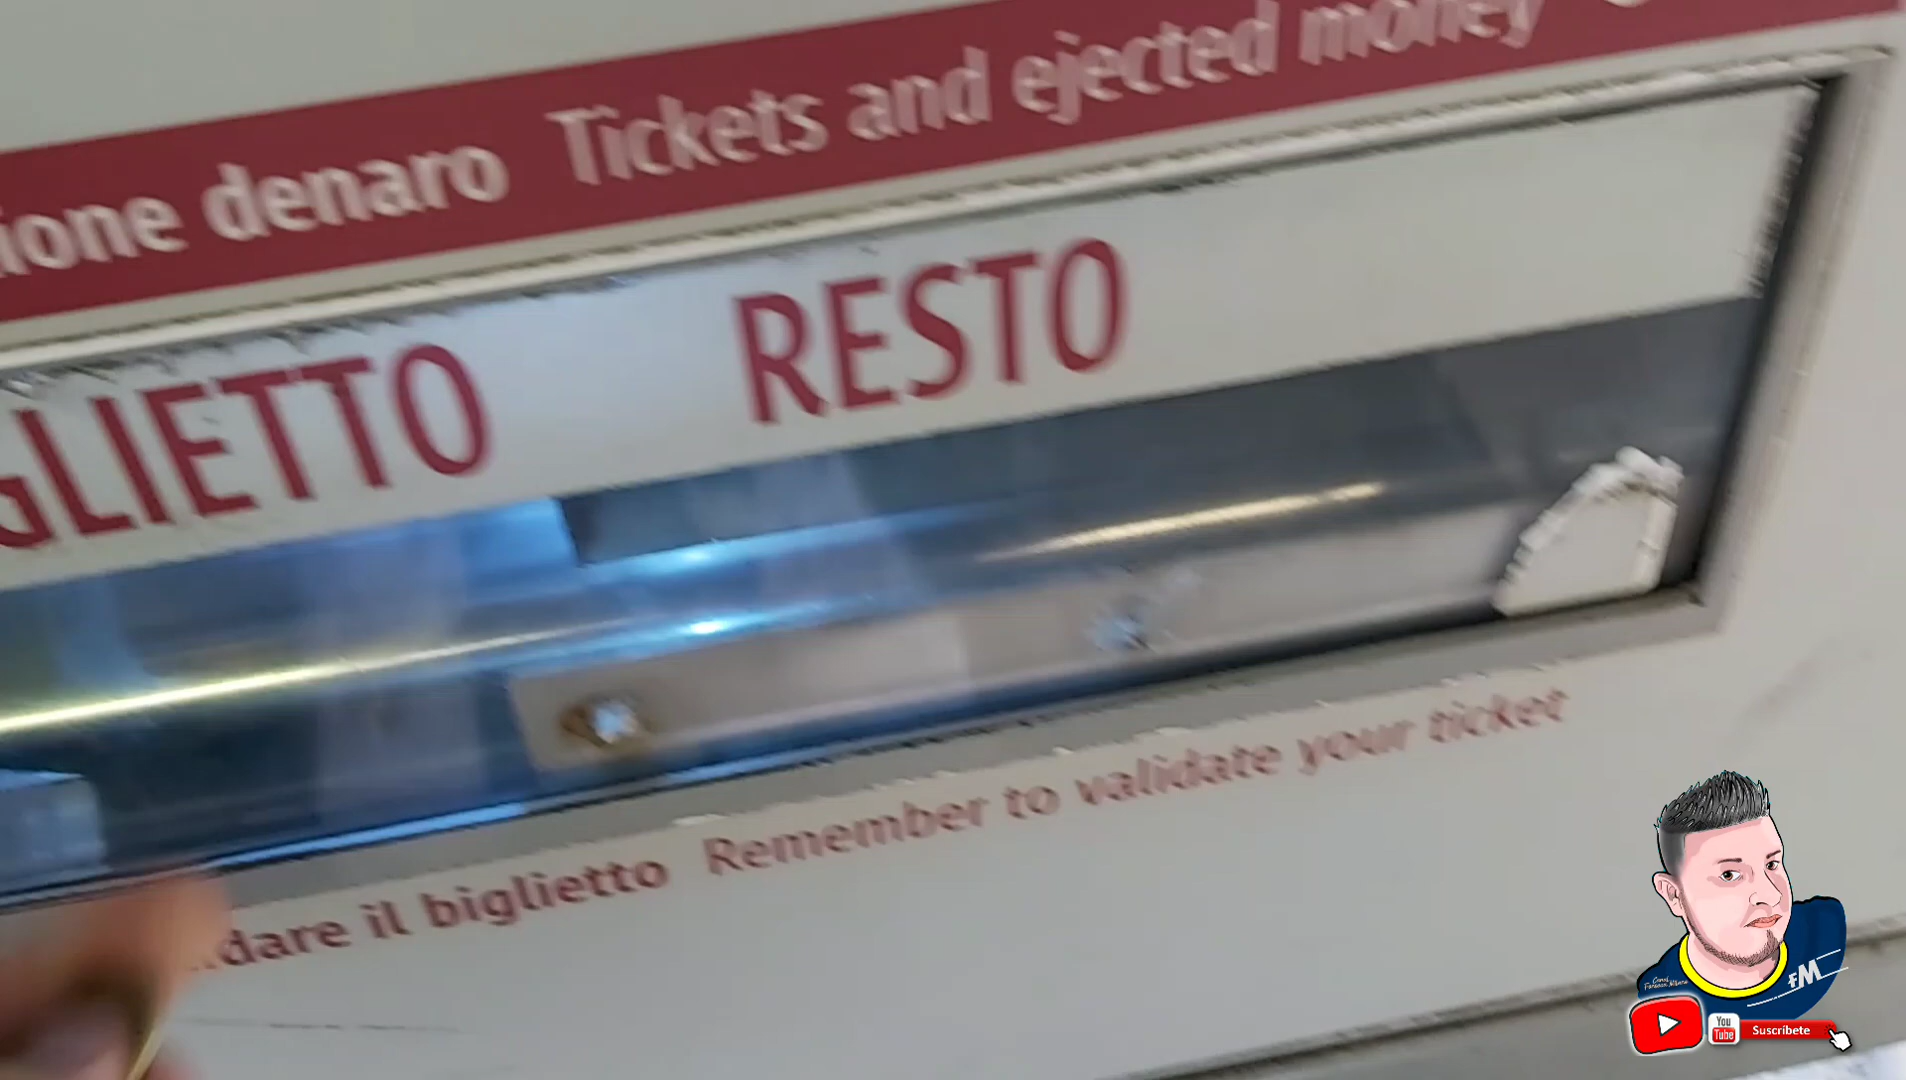 ione denaro Tickets and ejected money
GLIETTO RESTO
dare il biglietto Remember to validate your ticket
FM
You
Tube
Suscríbete